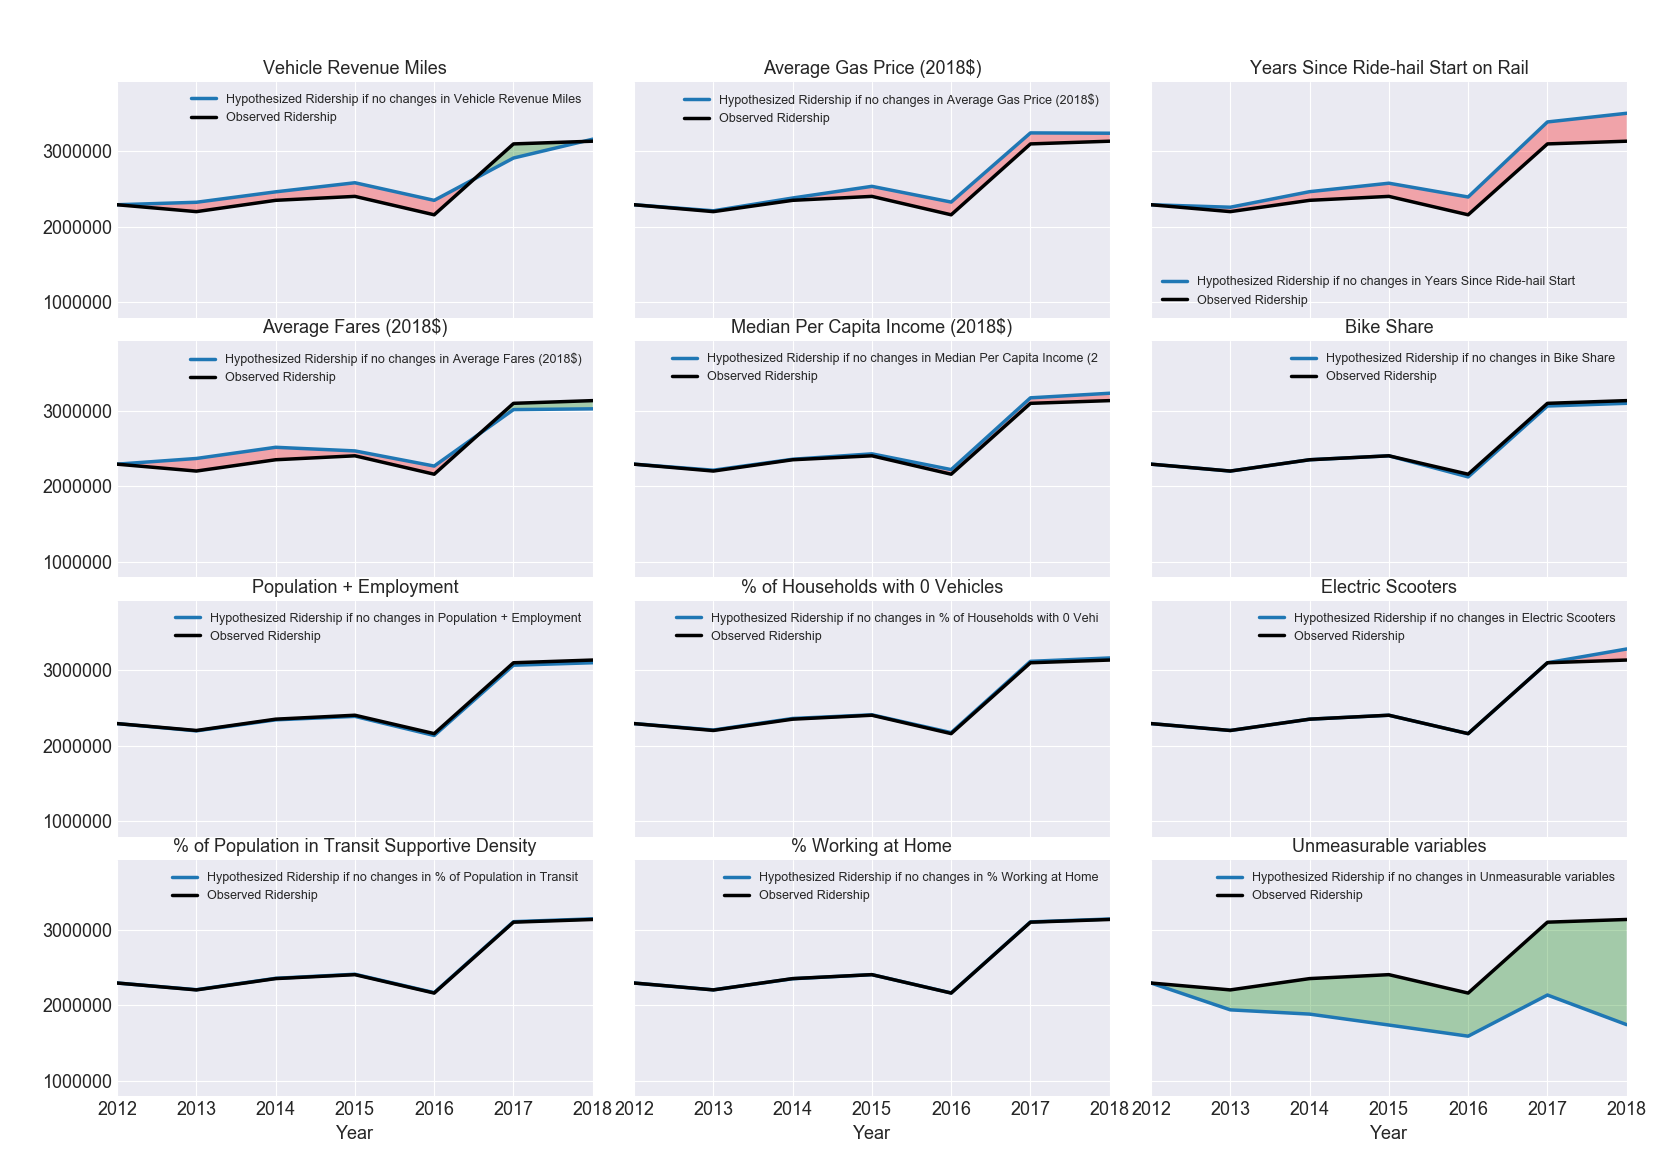 Vehicle Revenue Miles
Hypothesized Ridership if no changes in Vehicle Revenue Miles
Observed Ridership
3000000
2000000
1000000
Average Gas Price (2018$)
Hypothesized Ridership if no changes in Average Gas Price (2018$)
Observed Ridership
Years Since Ride-hail Start on Rail
Hypothesized Ridership if no changes in Years Since Ride-hail Start
Observed Ridership
Average Fares (2018$)
Hypothesized Ridership if no changes in Average Fares (2018$)
Observed Ridership
3000000
2000000
1000000
Median Per Capita Income (2018$)
Hypothesized Ridership if no changes in Median Per Capita Income (2
Observed Ridership
Bike Share
Hypothesized Ridership if no changes in Bike Share
Observed Ridership
Population + Employment
Hypothesized Ridership if no changes in Population + Employment
Observed Ridership
3000000
2000000
1000000
% of Households with 0 Vehicles
Hypothesized Ridership if no changes in % of Households with 0 Vehi
Observed Ridership
Electric Scooters
Hypothesized Ridership if no changes in Electric Scooters
Observed Ridership
% of Population in Transit Supportive Density
Hypothesized Ridership if no changes in % of Population in Transit
Observed Ridership
3000000
2000000
1000000
2012 2013 2014 2015 2016 2017 2018
Year
% Working at Home
Hypothesized Ridership if no changes in % Working at Home
Observed Ridership
2012 2013 2014 2015 2016 2017 2018
Year
Unmeasurable variables
Hypothesized Ridership if no changes in Unmeasurable variables
Observed Ridership
2012 2013 2014 2015 2016 2017 2018
Year